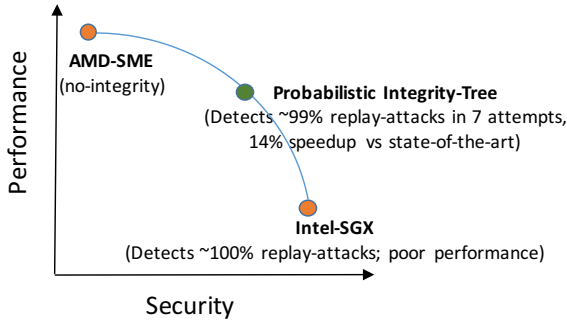 Performance
AMD-SME
(no-integrity)
Probabilistic Integrity-Tree
(Detects ~99% replay-attacks in 7 attempts,
14% speedup vs state-of-the-art)
Intel-SGX
(Detects ~100% replay-attacks; poor performance)
Security